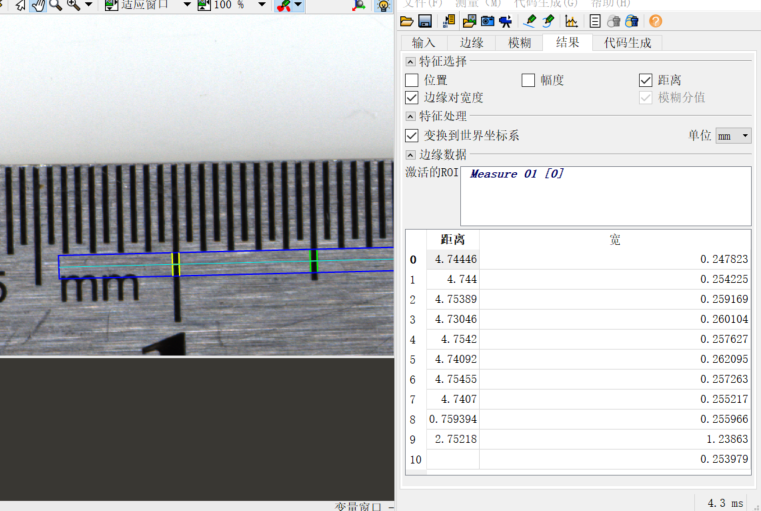 适应窗口 100 %
文件(F) 测量 (M) 代码生成(G) 帮助(H)
输入 边缘 模糊 结果 代码生成
特征选择
位置 幅度 距离
边缘对宽度 模糊分值
特征处理
变换到世界坐标系 单位 mm
边缘数据
激活的ROI Measure 01 [0]
距离 宽
0 4.74446 0.247823
1 4.744 0.254225
2 4.75389 0.259169
3 4.73046 0.260104
4 4.7542 0.257627
5 4.74092 0.262095
6 4.75455 0.257263
7 4.7407 0.255217
8 0.759394 0.255966
9 2.75218 1.23863
10 0.253979
mm
变量窗口 -
4.3 ms